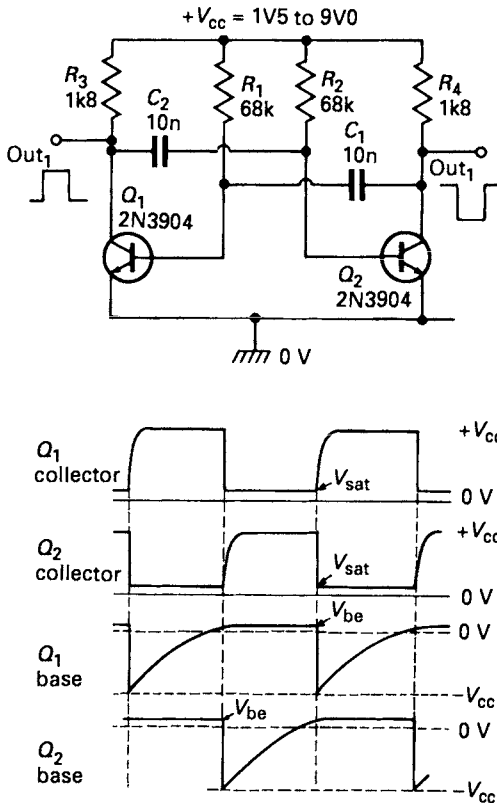 +Vcc = 1V5 to 9V0
R3
1k8
R1
68k
R2
68k
R4
1k8
C2
10n
C1
10n
Out1
Out1
Q1
2N3904
Q2
2N3904
0 V
Q1
collector
+Vcc
Vsat
0 V
Q2
collector
+Vcc
Vsat
0 V
Q1
base
Vbe
0 V
-Vcc
Q2
base
Vbe
0 V
-Vcc